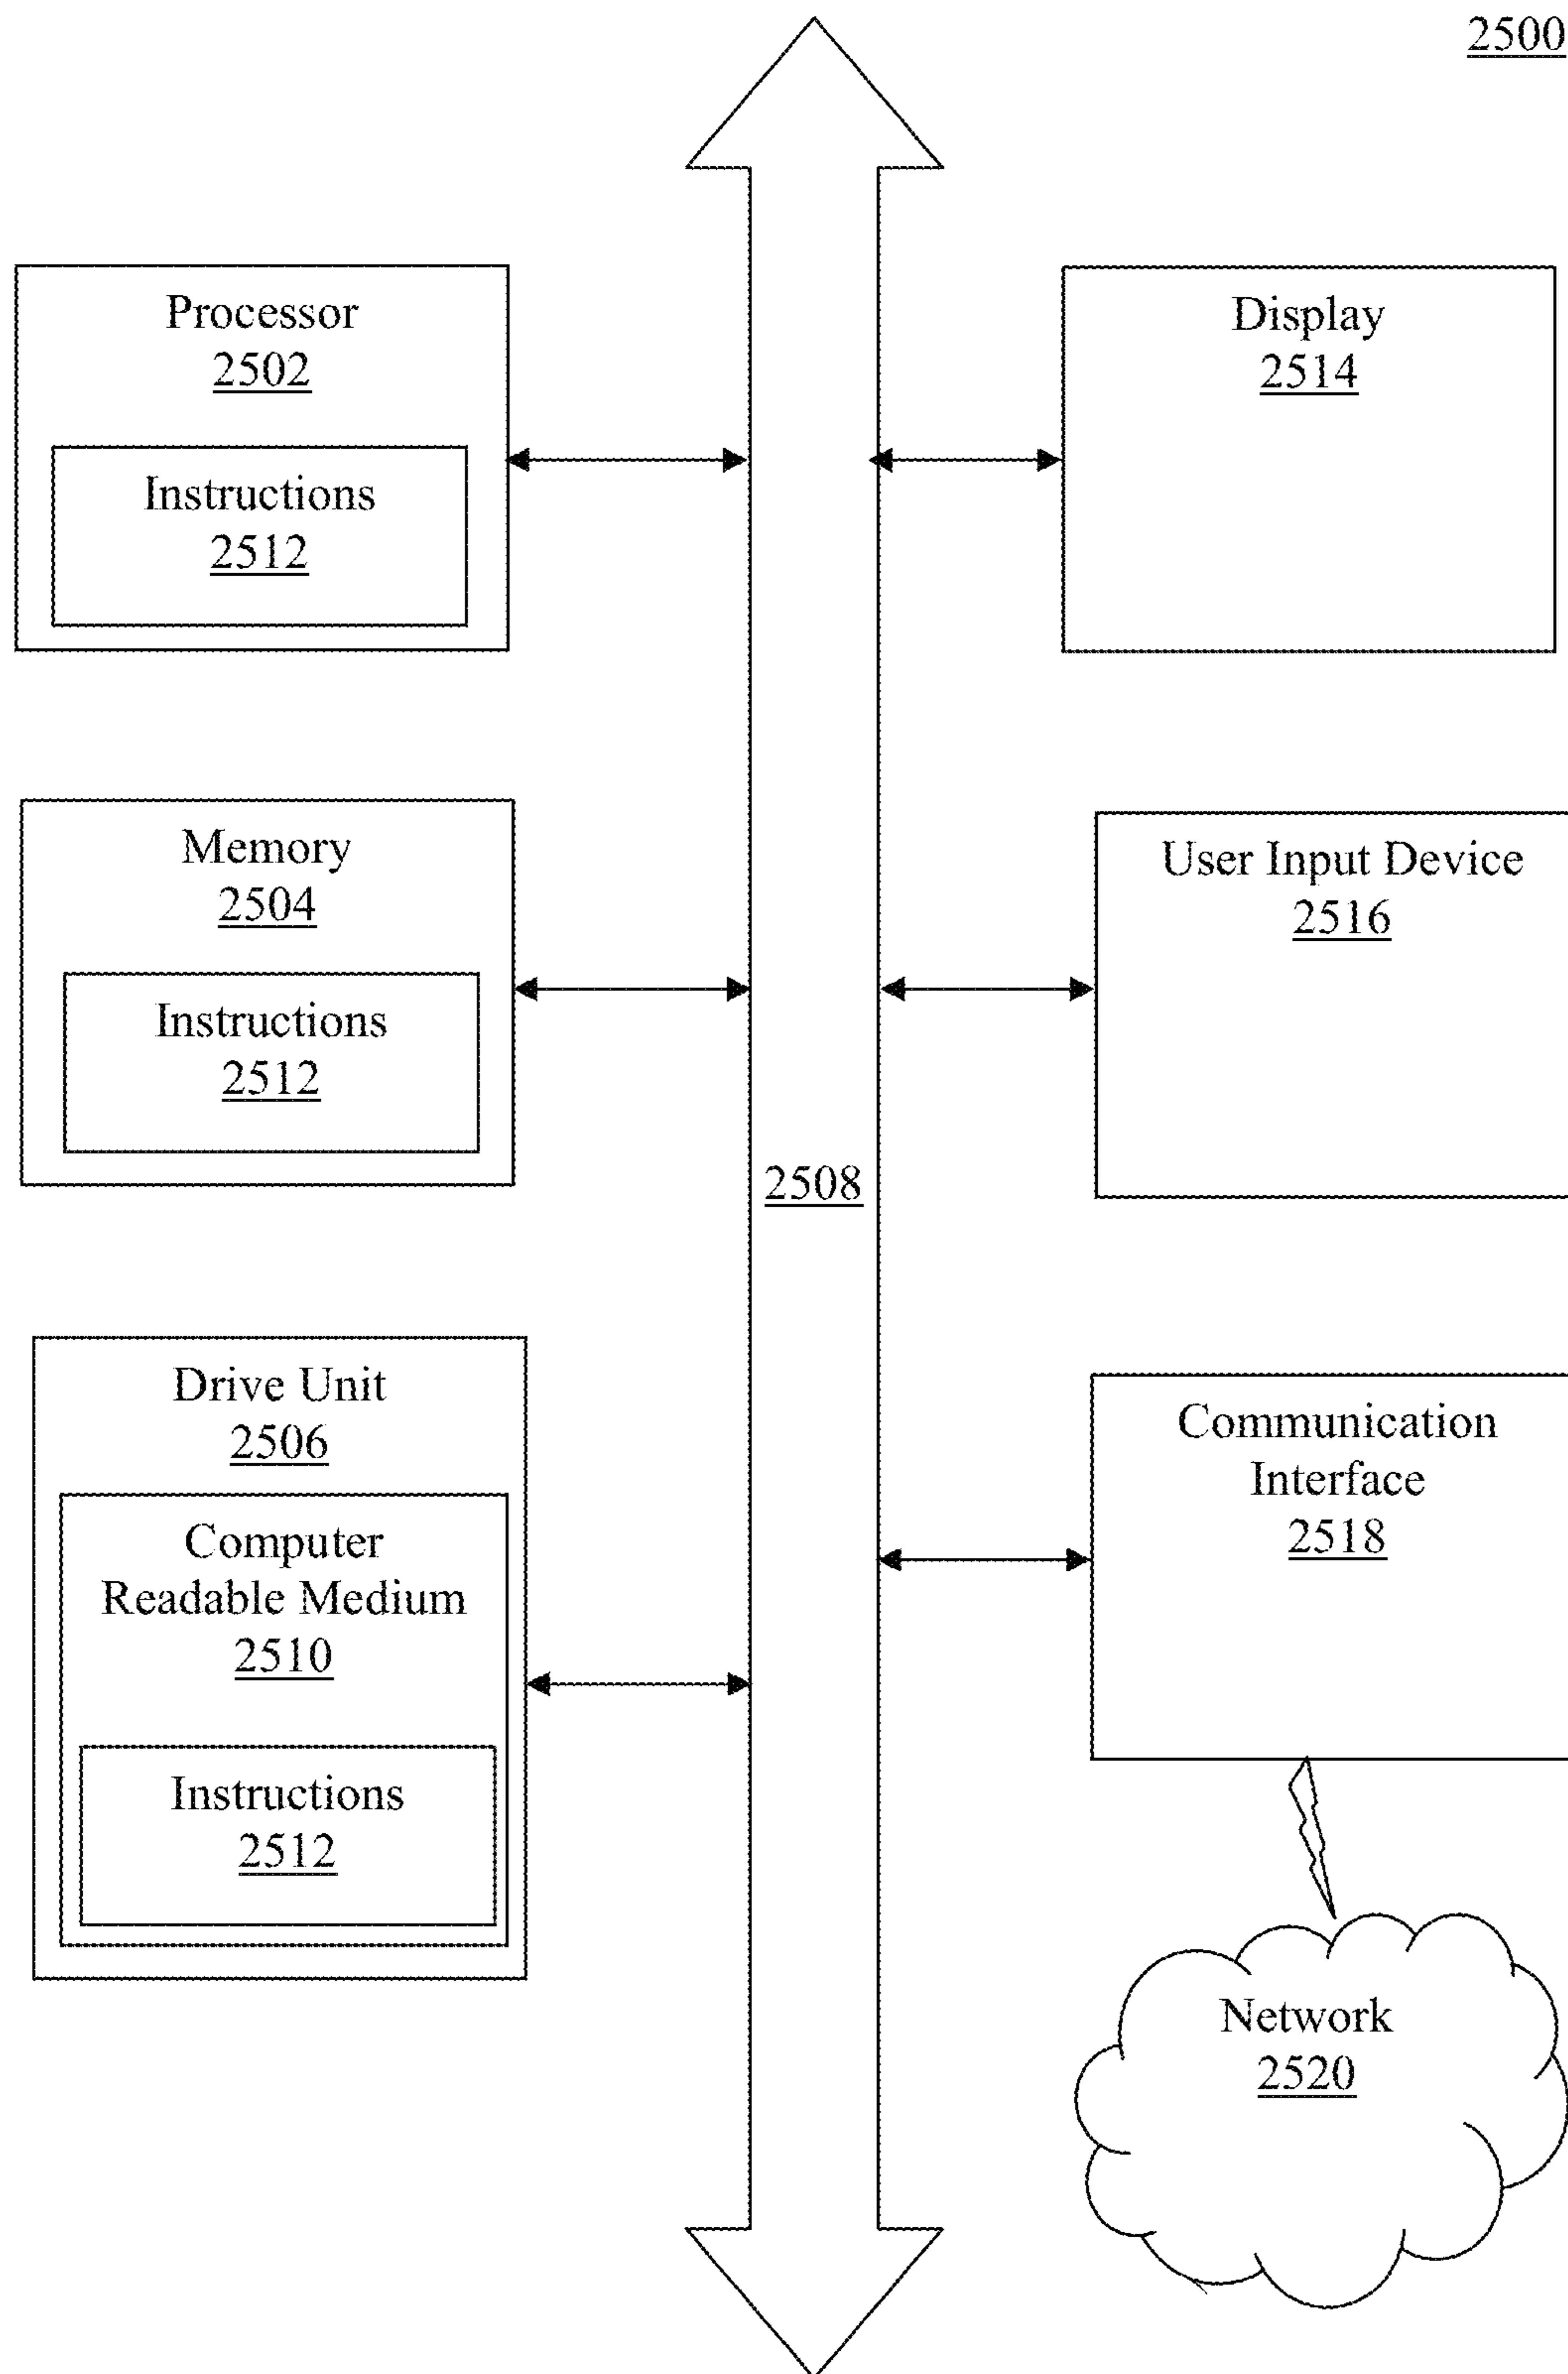 2500
Processor
2502
Instructions
2512
Display
2514
Memory
2504
Instructions
2512
User Input Device
2516
2508
Drive Unit
2506
Computer
Readable Medium
2510
Instructions
2512
Communication
Interface
2518
Network
2520